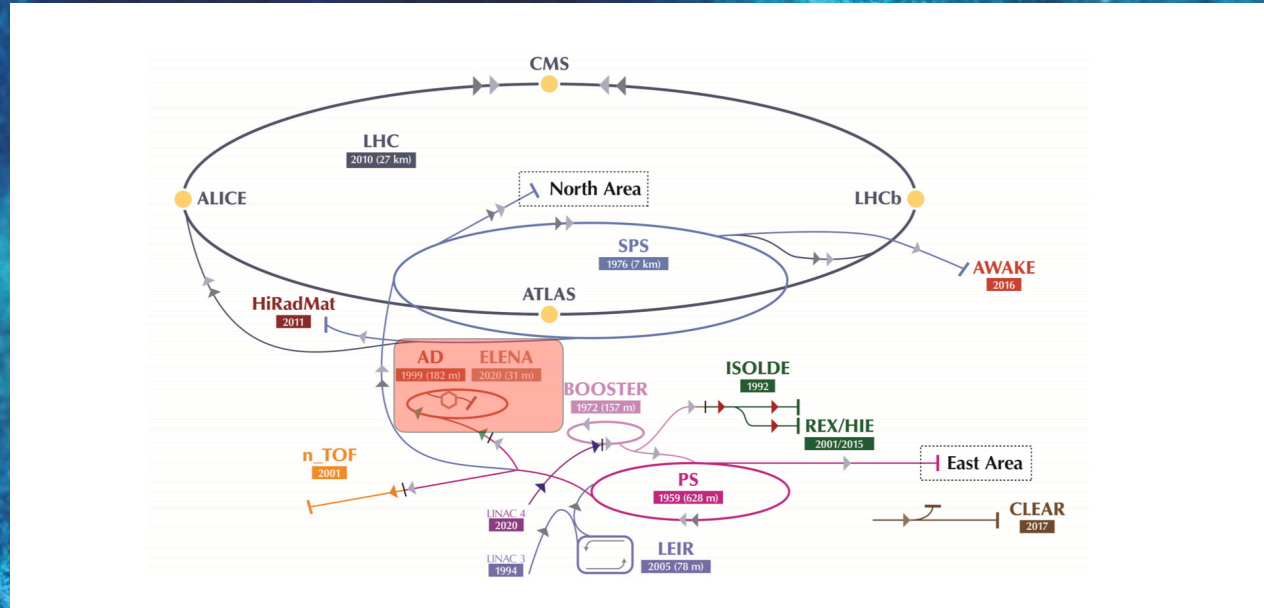 CMS
LHC
2010 (27 km)
North Area
ALICE
LHCb
SPS
1976 (7 km)
AWAKE
2016
ATLAS
HiRadMat
2011
AD
1999 (182 m)
ELENA
2020 (31 m)
ISOLDE
1992
BOOSTER
1972 (157 m)
REX/HIE
2001/2015
n_TOF
2001
East Area
PS
1959 (628 m)
LINAC 4
2020
CLEAR
2017
LINAC 3
1994
LEIR
2005 (78 m)